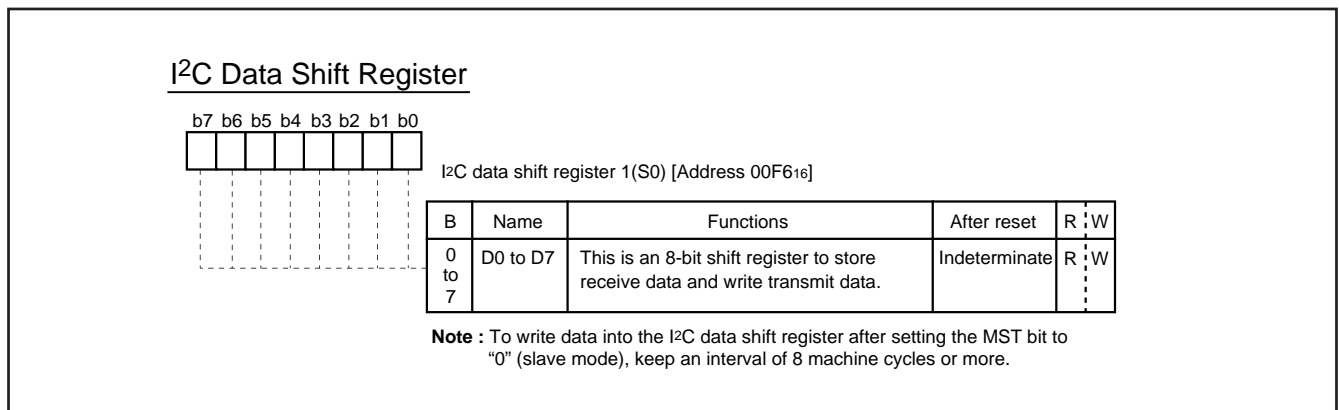 I2C Data Shift Register
b7 b6 b5 b4 b3 b2 b1 b0
I2C data shift register 1(S0) [Address 00F616]
B Name Functions After reset R W
0 to 7 D0 to D7 This is an 8-bit shift register to store Indeterminate R W
receive data and write transmit data.
Note : To write data into the I2C data shift register after setting the MST bit to
“0” (slave mode), keep an interval of 8 machine cycles or more.